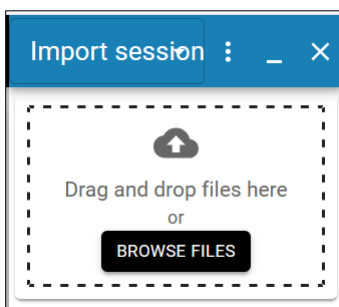 Import session
Drag and drop files here
or
BROWSE FILES